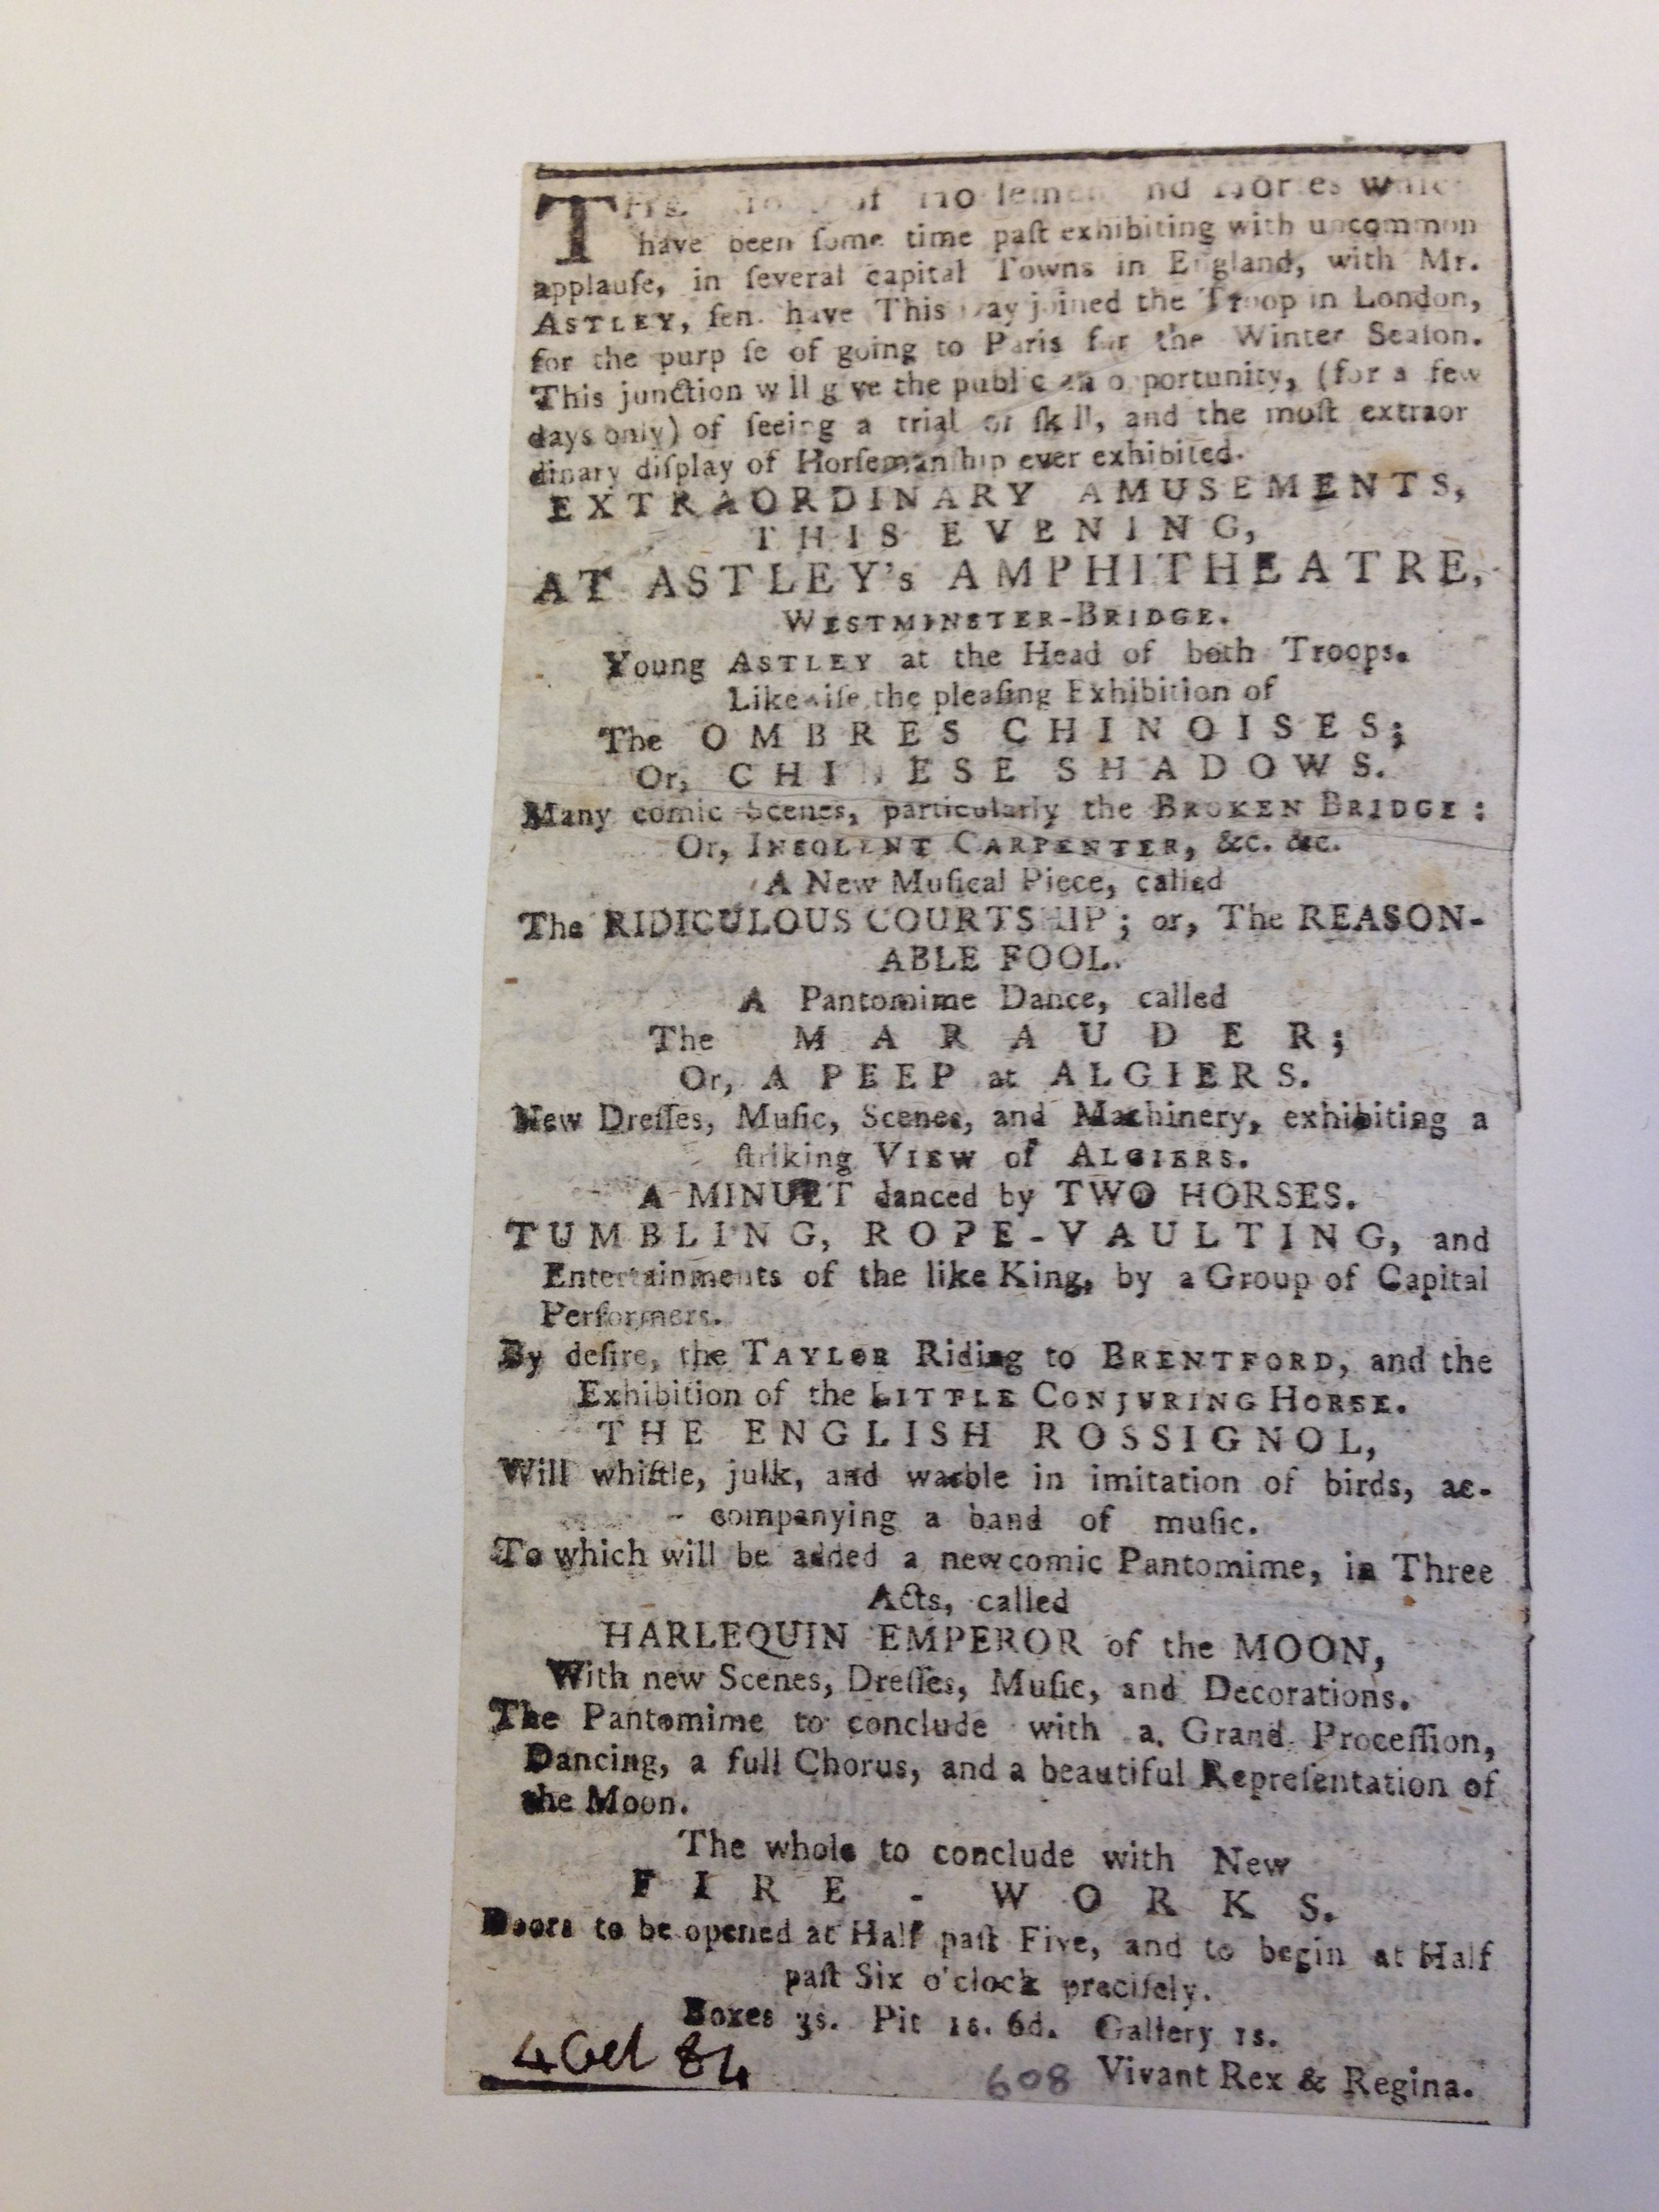 have been ſome time paſt exhibiting with uncommon
applauſe, in ſeveral capital Towns in England, with Mr.
ASTLEY, ſen. have This Day joined the Troop in London,
for the purpoſe of going to Paris for the Winter Seaſon.
This junction will give the public an opportunity, (for a few
days only) of ſeeing a trial of ſkill, and the moſt extraor
dinary diſplay of Horſemanſhip ever exhibited.
EXTRAORDINARY AMUSEMENTS,
THIS EVENING,
AT ASTLEY's AMPHITHEATRE,
WESTMINSTER-BRIDGE.
Young ASTLEY at the Head of both Troops.
Likewiſe the pleaſing Exhibition of
The OMBRES CHINOISES;
Or, CHINESE SHADOWS.
Many comic Scenes, particularly the BROKEN BRIDGE:
Or, INSOLENT CARPENTER, &c. &c.
A New Muſical Piece, called
The RIDICULOUS COURTSHIP; or, The REASON-
ABLE FOOL.
A Pantomime Dance, called
The MARAUDER;
Or, A PEEP at ALGIERS.
New Dreſſes, Muſic, Scenes, and Machinery, exhibiting a
ſtriking VIEW of ALGIERS.
A MINUET danced by TWO HORSES.
TUMBLING, ROPE-VAULTING, and
Entertainments of the like King, by a Group of Capital
Performers.
By deſire, the TAYLOR Riding to BRENTFORD, and the
Exhibition of the LITTLE CONJURING HORSE.
THE ENGLISH ROSSIGNOL,
Will whiſtle, julk, and warble in imitation of birds, ac-
companying a band of muſic.
To which will be added a new comic Pantomime, in Three
Acts, called
HARLEQUIN EMPEROR of the MOON,
With new Scenes, Dreſſes, Muſic, and Decorations.
The Pantomime to conclude with a Grand Proceſſion,
Dancing, a full Chorus, and a beautiful Repreſentation of
the Moon.
The whole to conclude with New
FIRE-WORKS.
Doors to be opened at Half paſt Five, and to begin at Half
paſt Six o'clock preciſely.
Boxes 3s. Pit 1s. 6d. Gallery 1s.
4 Oct 84 608 Vivant Rex & Regina.